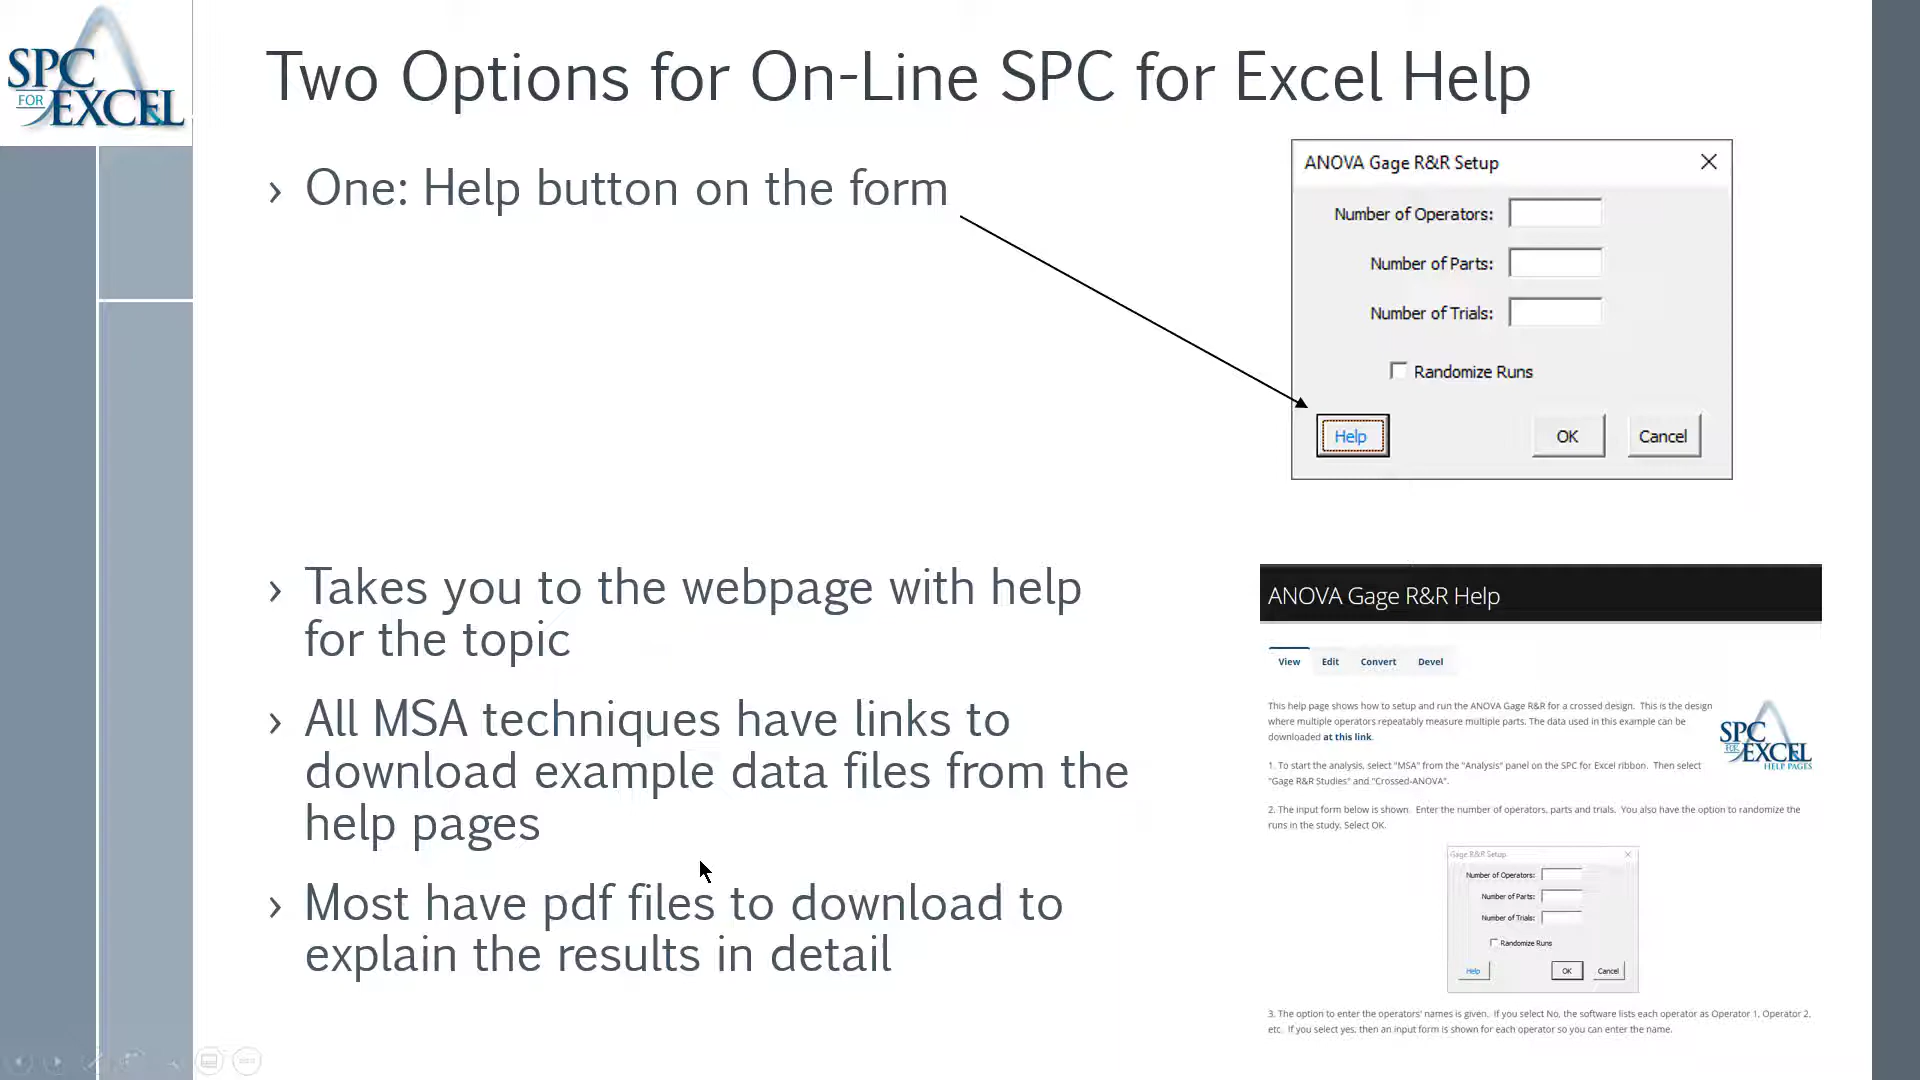 SPC
FOR
EXCEL
Two Options for On-Line SPC for Excel Help
› One: Help button on the form
ANOVA Gage R&R Setup
Number of Operators:
Number of Parts:
Number of Trials:
Randomize Runs
Help
OK
Cancel
› Takes you to the webpage with help
for the topic
› All MSA techniques have links to
download example data files from the
help pages
› Most have pdf files to download to
explain the results in detail
ANOVA Gage R&R Help
View Edit Convert Devel
This help page shows how to setup and run the ANOVA Gage R&R for a crossed design. This is the design
where multiple operators repeatably measure multiple parts. The data used in this example can be
downloaded at this link.
SPC
FOR
EXCEL
HELP PAGES
1. To start the analysis, select "MSA" from the "Analysis" panel on the SPC for Excel ribbon. Then select
"Gage R&R Studies" and "Crossed-ANOVA".
2. The input form below is shown. Enter the number of operators, parts and trials. You also have the option to randomize the
runs in the study. Select OK.
Gage R&R Setup
Number of Operators:
Number of Parts:
Number of Trials:
Randomize Runs
Help
OK
Cancel
3. The option to enter the operators' names is given. If you select No, the software lists each operator as Operator 1, Operator 2,
etc. If you select yes, then an input form is shown for each operator so you can enter the name.